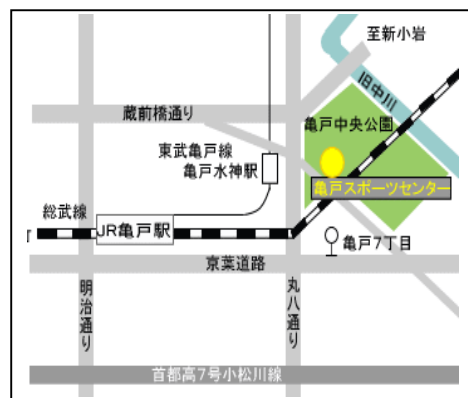 至新小岩
旧中川
蔵前橋通り
亀戸中央公園
東武亀戸線
亀戸水神駅
亀戸スポーツセンター
総武線
JR亀戸駅
亀戸7丁目
京葉道路
明治通り
丸八通り
首都高7号小松川線